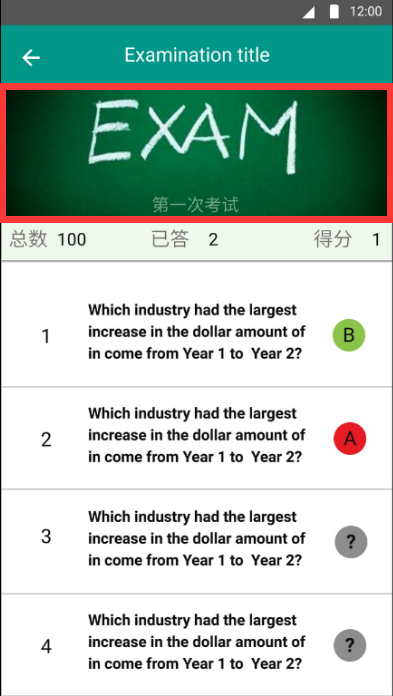 12:00
Examination title
EXAM
第一次考试
总数 100 已答 2 得分 1
1
Which industry had the largest
increase in the dollar amount of
in come from Year 1 to Year 2?
B
2
Which industry had the largest
increase in the dollar amount of
in come from Year 1 to Year 2?
A
3
Which industry had the largest
increase in the dollar amount of
in come from Year 1 to Year 2?
?
4
Which industry had the largest
increase in the dollar amount of
in come from Year 1 to Year 2?
?